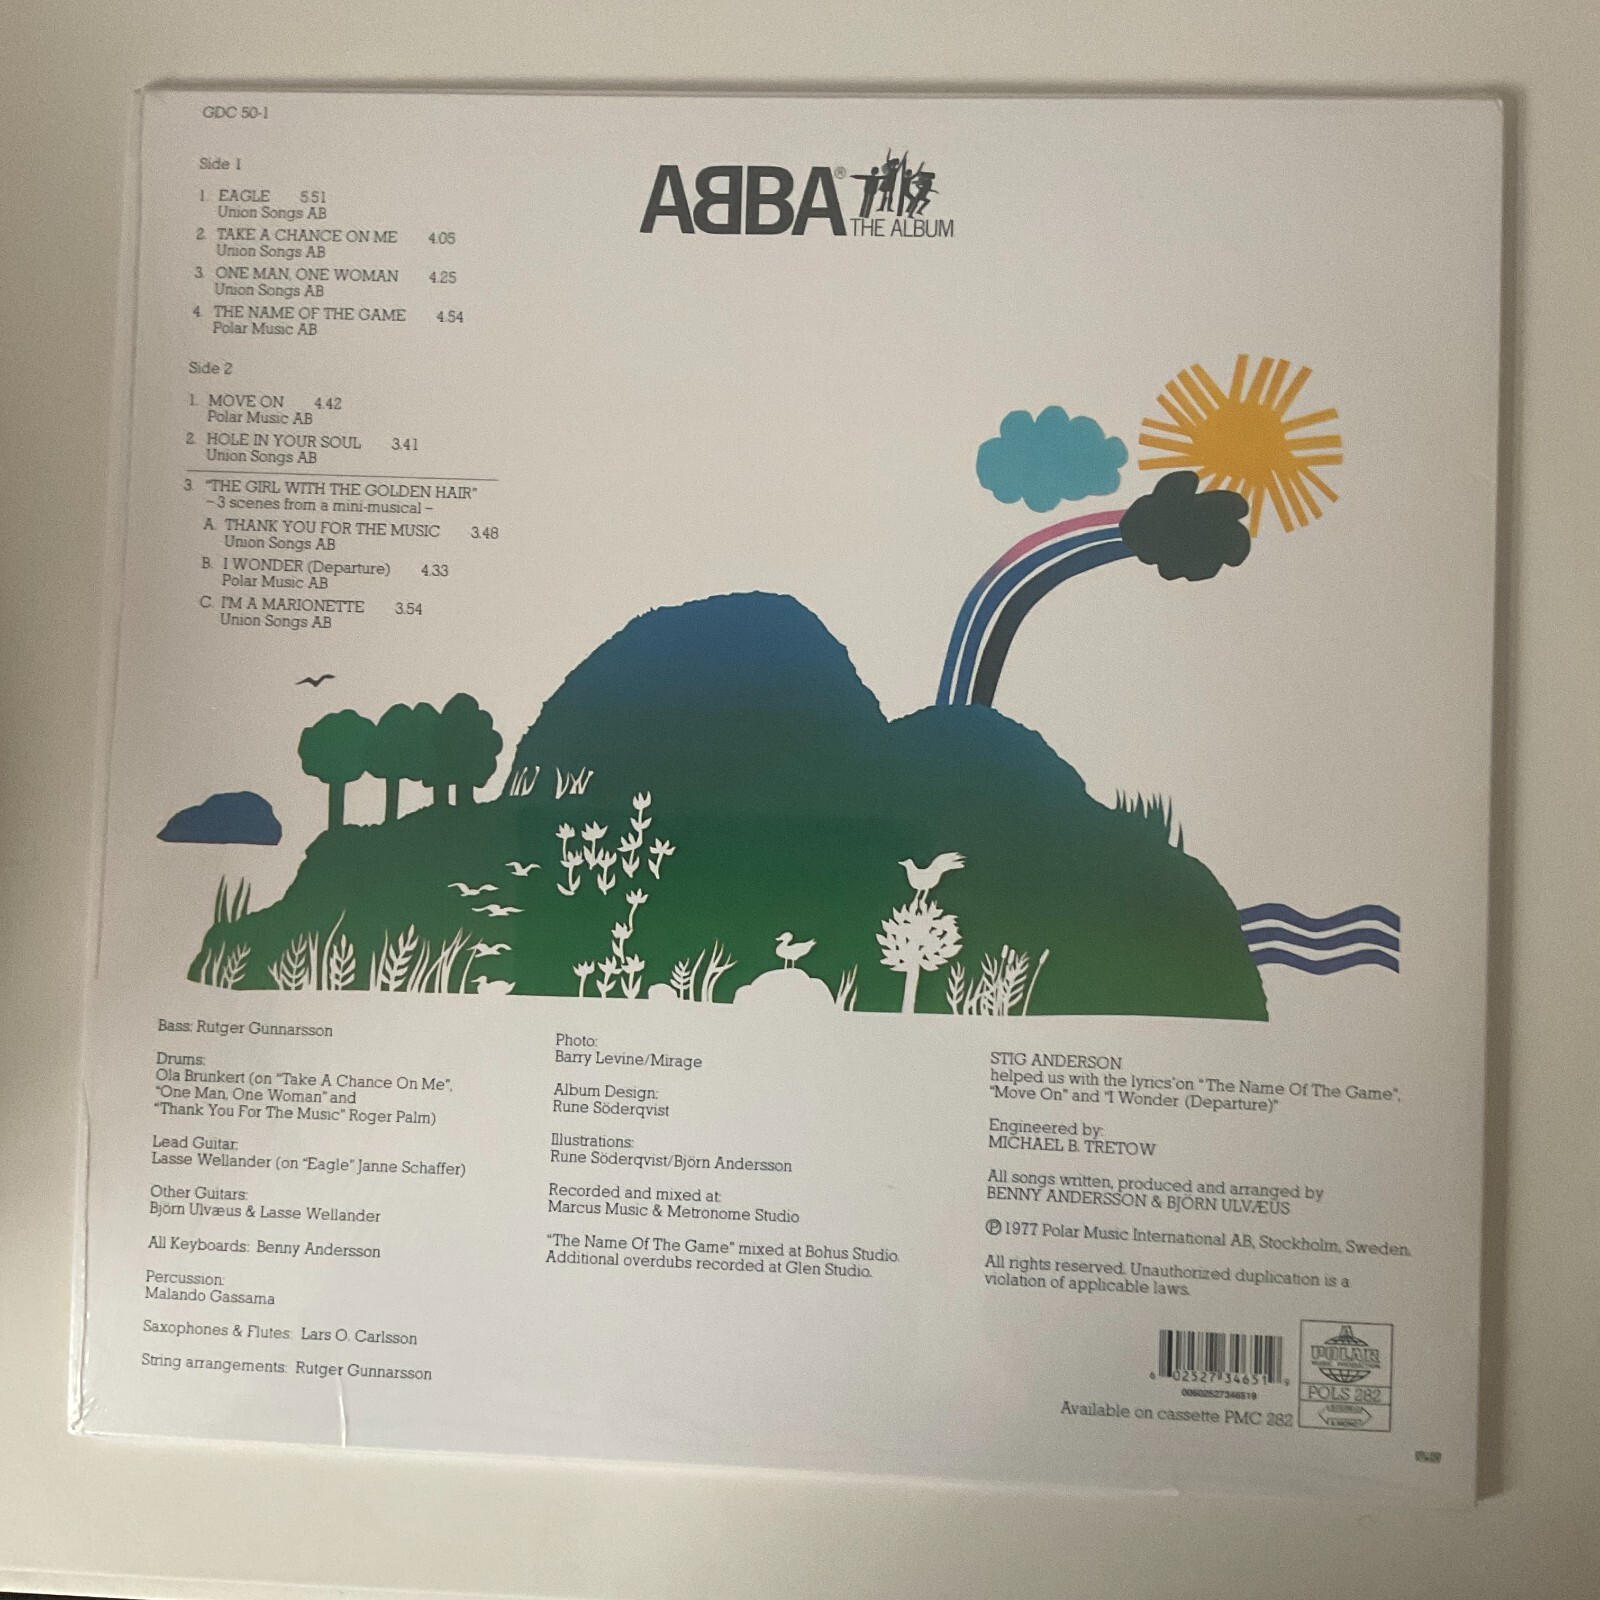 GDC 50-1
Side 1
1. EAGLE 5.51
Union Songs AB
2. TAKE A CHANCE ON ME 4.05
Union Songs AB
3. ONE MAN, ONE WOMAN 4.25
Union Songs AB
4. THE NAME OF THE GAME 4.54
Polar Music AB
Side 2
1. MOVE ON 4.42
Polar Music AB
2. HOLE IN YOUR SOUL 3.41
Union Songs AB
3. "THE GIRL WITH THE GOLDEN HAIR"
– 3 scenes from a mini-musical –
A. THANK YOU FOR THE MUSIC 3.48
Union Songs AB
B. I WONDER (Departure) 4.33
Polar Music AB
C. I'M A MARIONETTE 3.54
Union Songs AB
ABBA®
THE ALBUM
Bass: Rutger Gunnarsson
Drums:
Ola Brunkert (on "Take A Chance On Me",
"One Man, One Woman" and
"Thank You For The Music" Roger Palm)
Lead Guitar:
Lasse Wellander (on "Eagle" Janne Schaffer)
Other Guitars:
Björn Ulvæus & Lasse Wellander
All Keyboards: Benny Andersson
Percussion:
Malando Gassama
Saxophones & Flutes: Lars O. Carlsson
String arrangements: Rutger Gunnarsson
Photo:
Barry Levine/Mirage
Album Design:
Rune Söderqvist
Illustrations:
Rune Söderqvist/Björn Andersson
Recorded and mixed at:
Marcus Music & Metronome Studio
"The Name Of The Game" mixed at Bohus Studio.
Additional overdubs recorded at Glen Studio.
STIG ANDERSON
helped us with the lyrics on "The Name Of The Game",
"Move On" and "I Wonder (Departure)"
Engineered by:
MICHAEL B. TRETOW
All songs written, produced and arranged by
BENNY ANDERSSON & BJÖRN ULVÆUS
℗ 1977 Polar Music International AB, Stockholm, Sweden.
All rights reserved. Unauthorized duplication is a
violation of applicable laws.
6 02527 34651 9
00602527346519
Available on cassette PMC 282
POLAR
MUSIC PRODUCTION
POLS 282